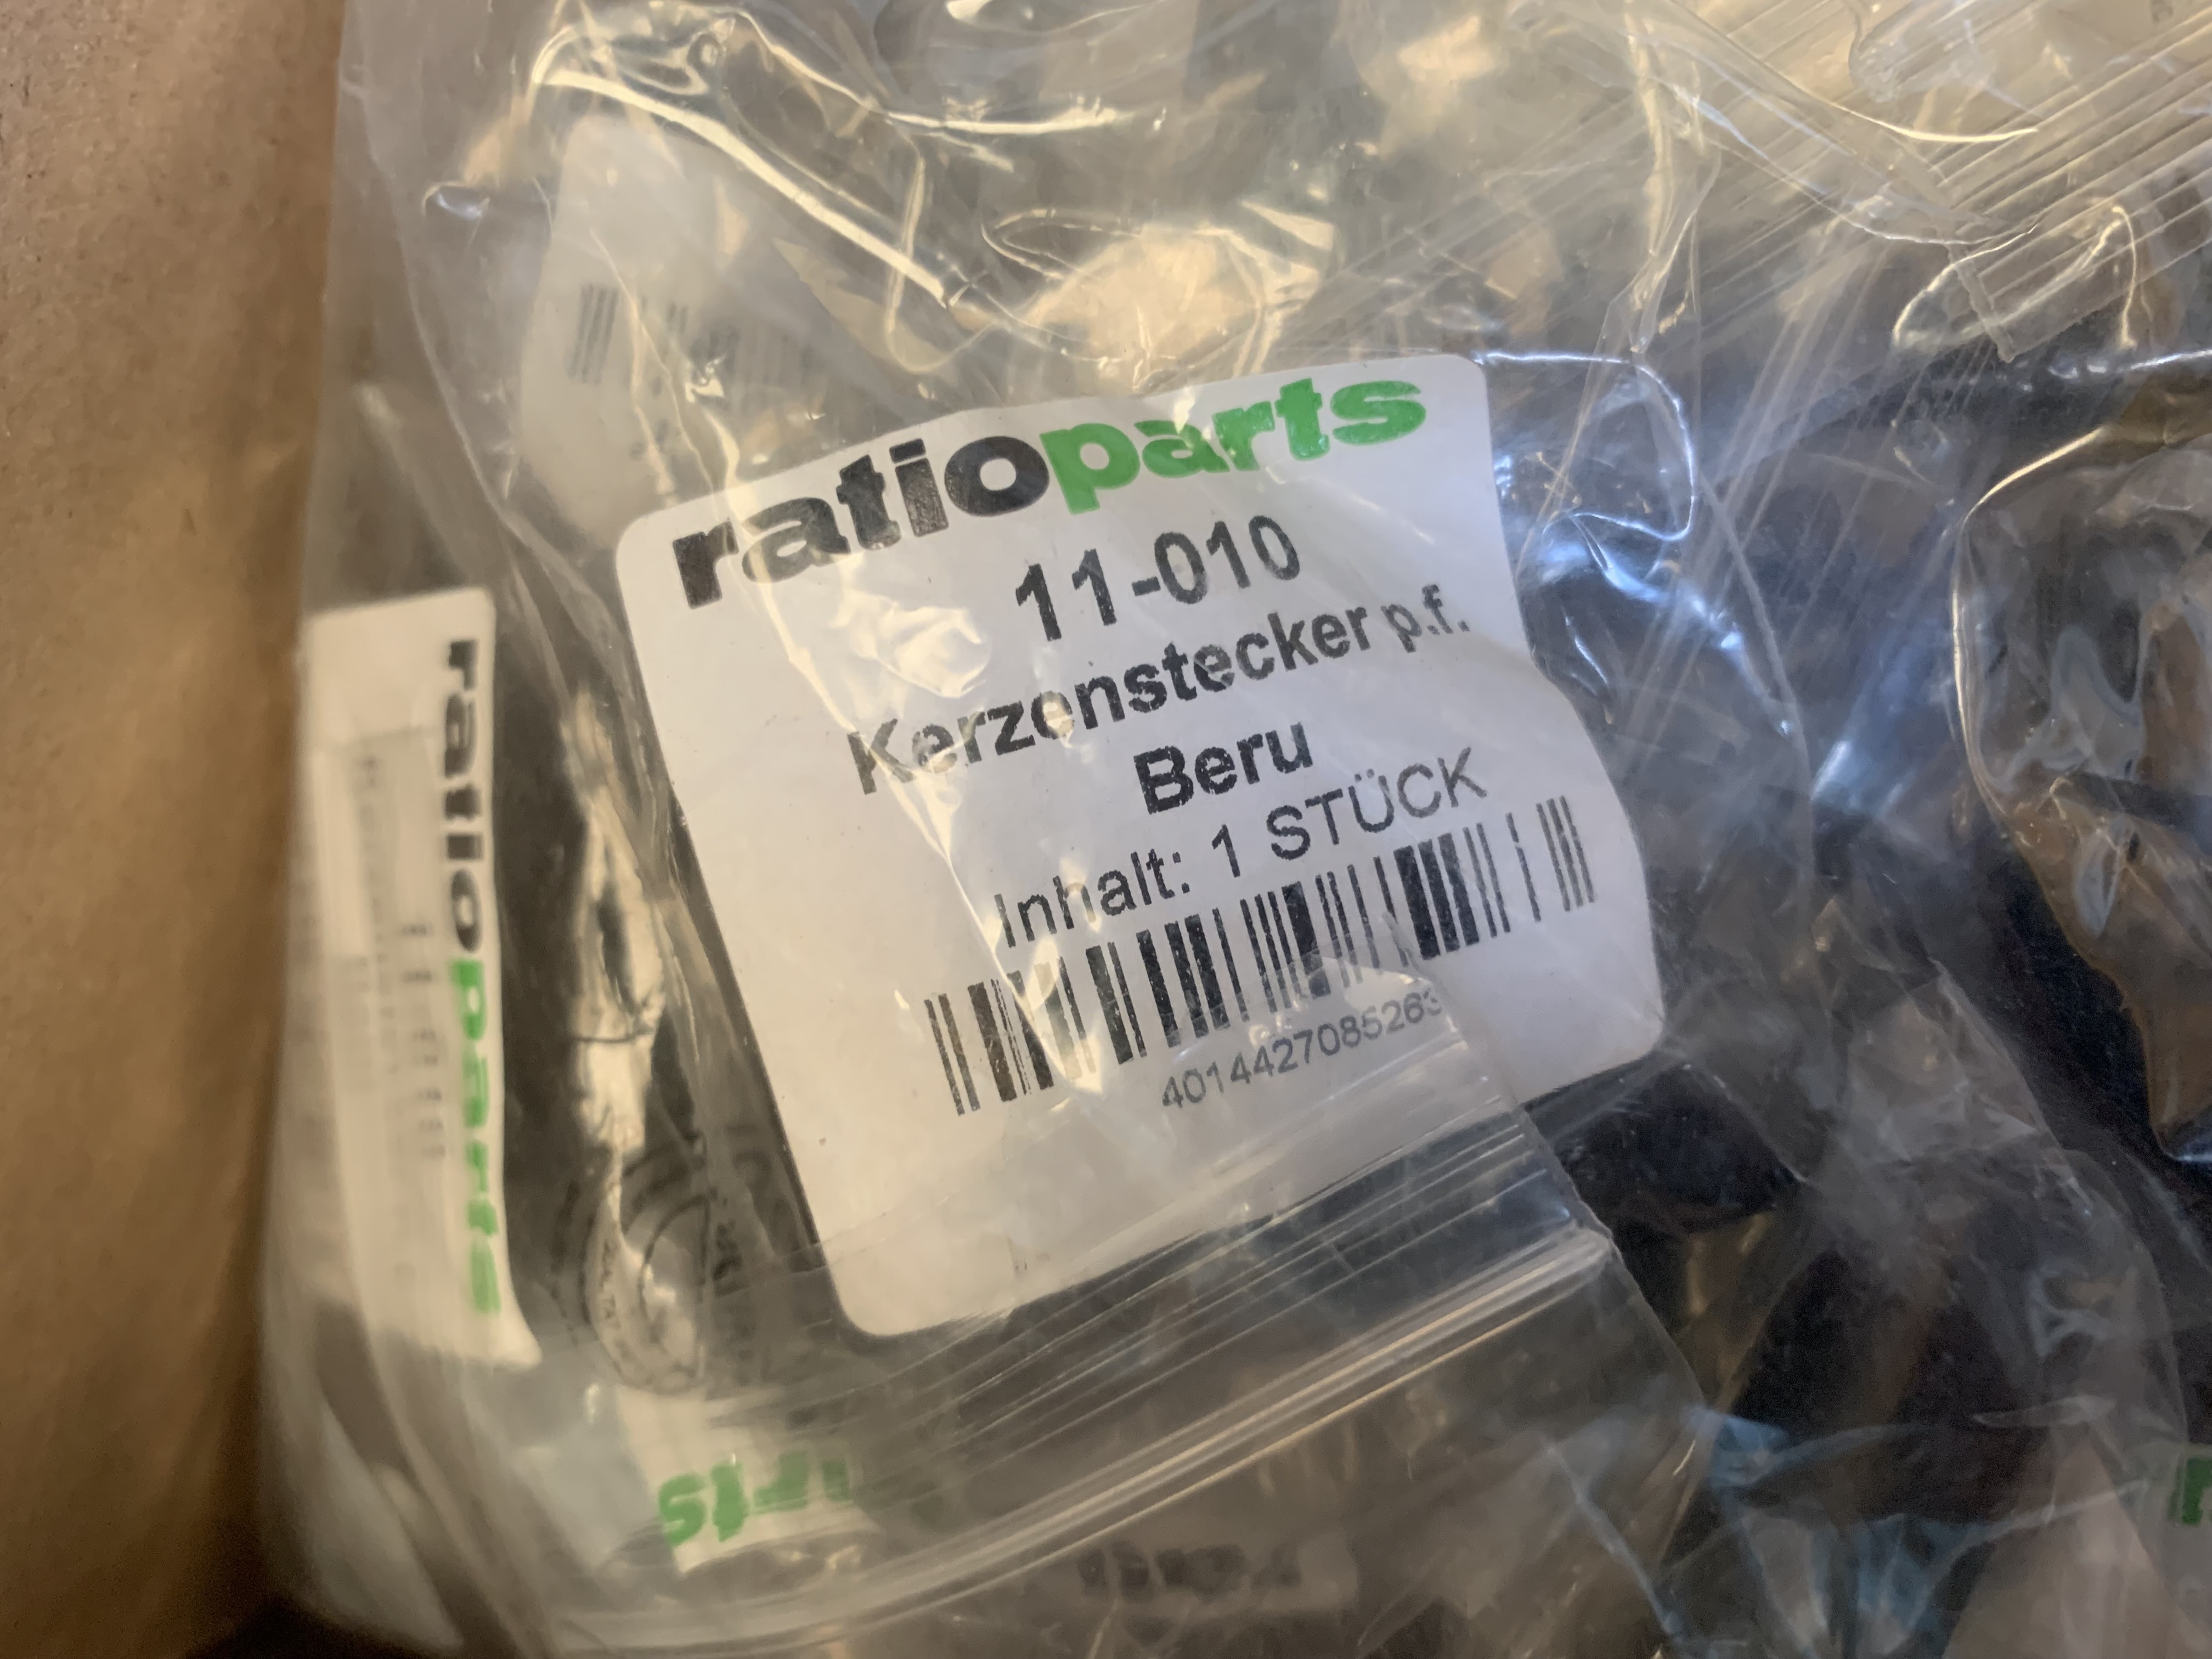 ratioparts
11-010
Kerzenstecker p.f.
Beru
Inhalt: 1 STÜCK
4014427085263
ratioparts